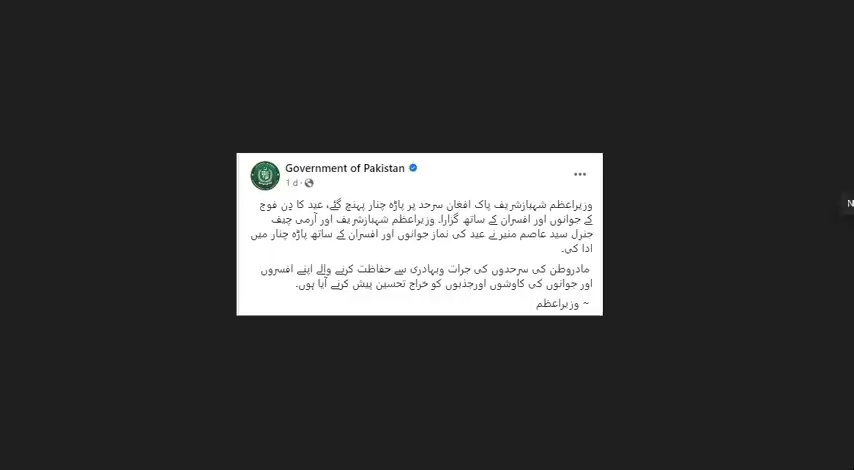 Government of Pakistan
1 d
وزیراعظم شہبازشریف پاک افغان سرحد پر پاڑہ چنار پہنچ گئے، عید کا دِن فوج
کے جوانوں اور افسران کے ساتھ گزارا۔ وزیراعظم شہبازشریف اور آرمی چیف
جنرل سید عاصم منیر نے عید کی نماز جوانوں اور افسران کے ساتھ پاڑہ چنار میں
ادا کی۔
مادروطن کی سرحدوں کی جرات وبہادری سے حفاظت کرنے والے اپنے افسروں
اور جوانوں کی کاوشوں اورجذبوں کو خراج تحسین پیش کرنے آیا ہوں۔
~ وزیراعظم
N